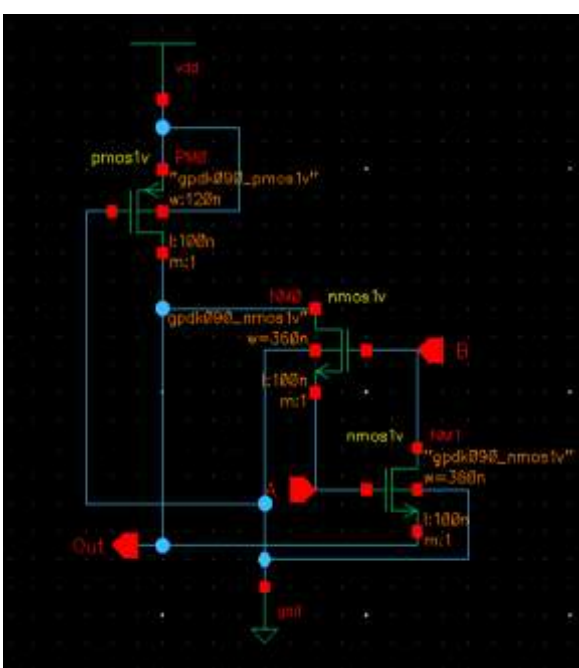 vdd
pmos1v PM0
"gpdk090_pmos1v"
w:120n
l:100n
m:1
NM0 nmos1v
gpdk090_nmos1v"
w=360n
B
l:100n
m:1
nmos1v NM1
"gpdk090_nmos1v"
w=360n
A
l:100n
m:1
Out
gnd